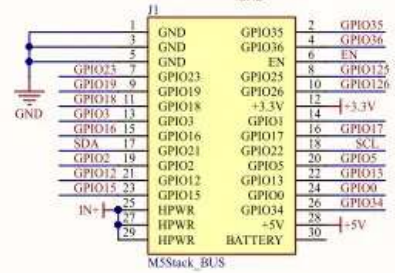 J1
1 GND GPIO35 2 GPIO35
3 GND GPIO36 4 GPIO36
5 GND EN 6 EN
GPIO23 7 GPIO23 GPIO25 8 GPIO125
GPIO19 9 GPIO19 GPIO26 10 GPIO126
GPIO18 11 GPIO18 +3.3V 12 +3.3V
GPIO3 13 GPIO3 GPIO1 14
GPIO16 15 GPIO16 GPIO17 16 GPIO17
SDA 17 GPIO21 GPIO22 18 SCL
GPIO2 19 GPIO2 GPIO5 20 GPIO5
GPIO12 21 GPIO12 GPIO13 22 GPIO13
GPIO15 23 GPIO15 GPIO0 24 GPIO0
IN+ 25 HPWR GPIO34 26 GPIO34
27 HPWR +5V 28 +5V
29 HPWR BATTERY 30
GND
M5Stack_BUS